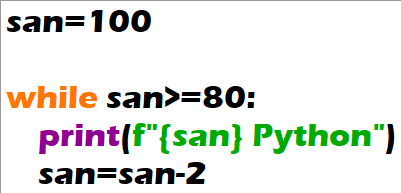 san=100
while san>=80:
    print(f"{san} Python")
    san=san-2